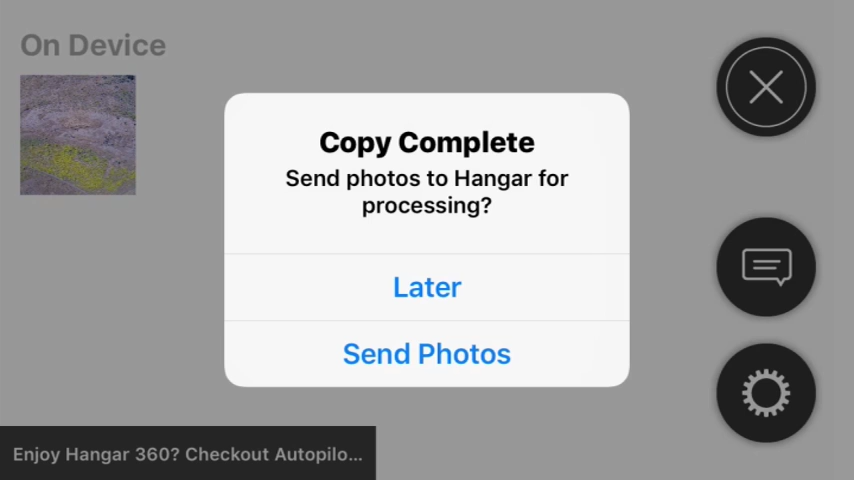 On Device
Copy Complete
Send photos to Hangar for
processing?
Later
Send Photos
Enjoy Hangar 360? Checkout Autopilo...